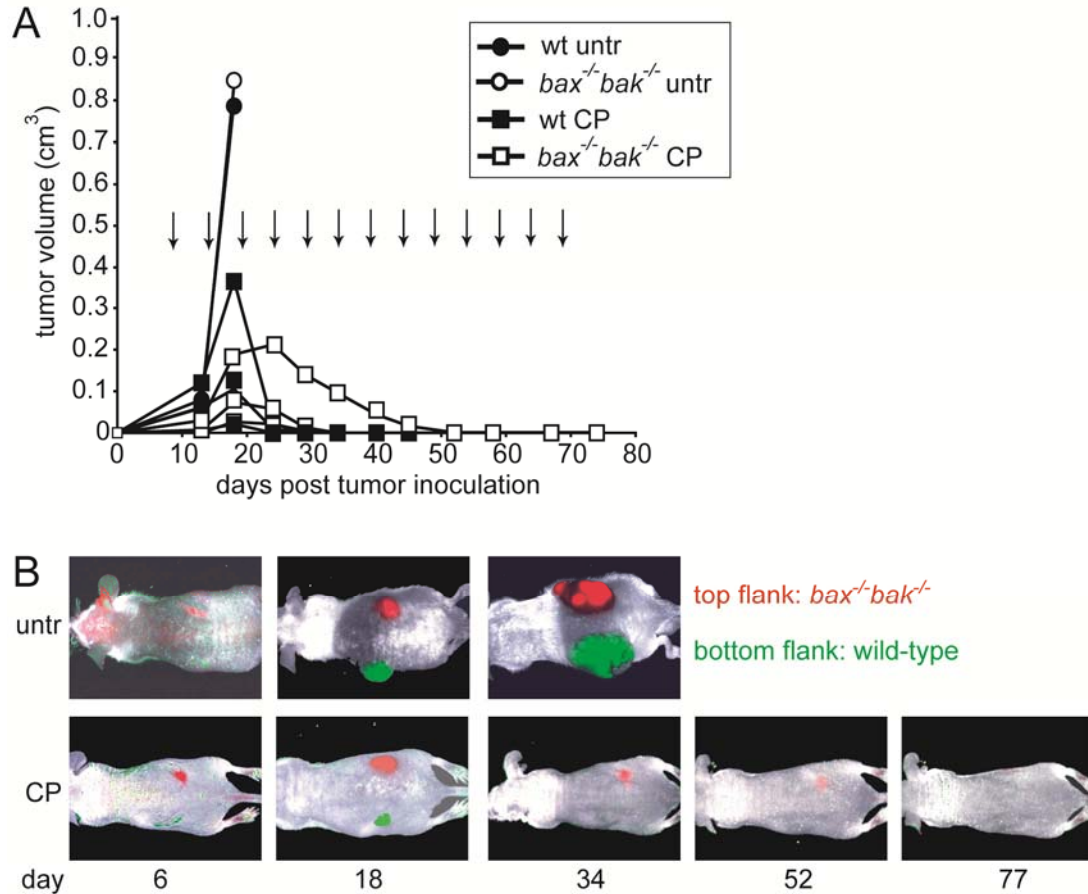 A
tumor volume (cm³)
1.0
0.9
0.8
0.7
0.6
0.5
0.4
0.3
0.2
0.1
0
0 10 20 30 40 50 60 70 80
days post tumor inoculation
wt untr
bax⁻/⁻bak⁻/⁻ untr
wt CP
bax⁻/⁻bak⁻/⁻ CP
B
untr
top flank: bax⁻/⁻bak⁻/⁻
bottom flank: wild-type
CP
day 6 18 34 52 77